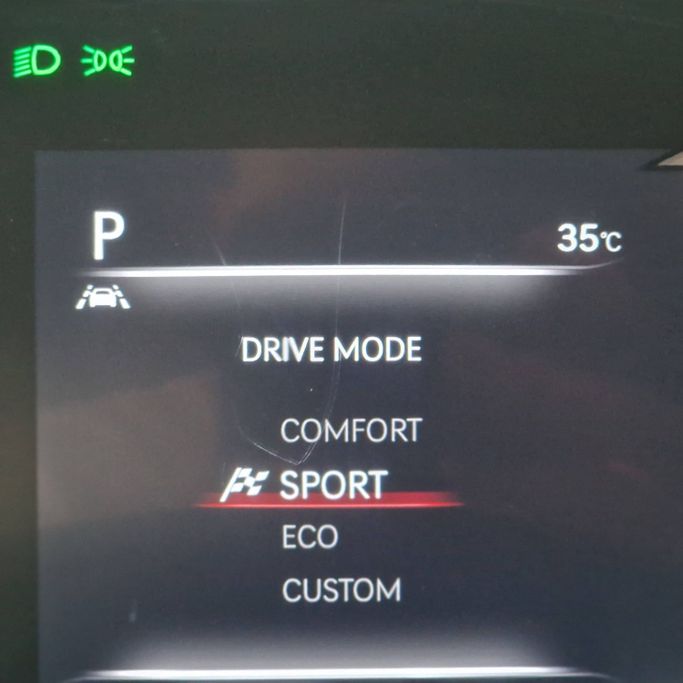 P
35°C
DRIVE MODE
COMFORT
SPORT
ECO
CUSTOM